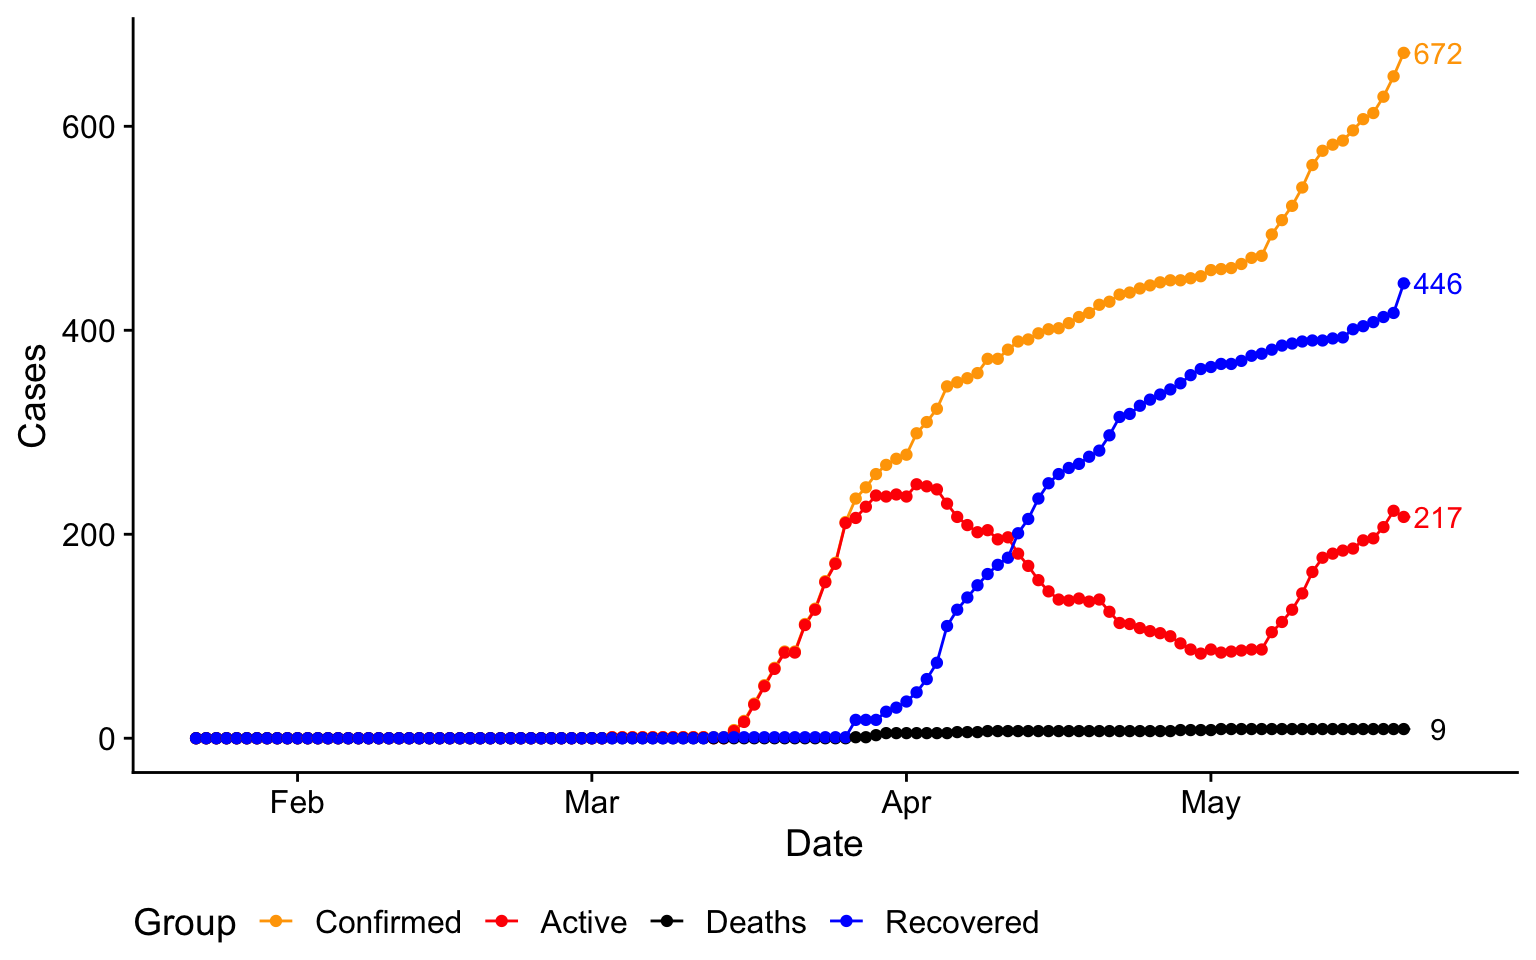 672
600
446
400
Cases
217
200
9
0
Feb Mar Apr May
Date
Group Confirmed Active Deaths Recovered